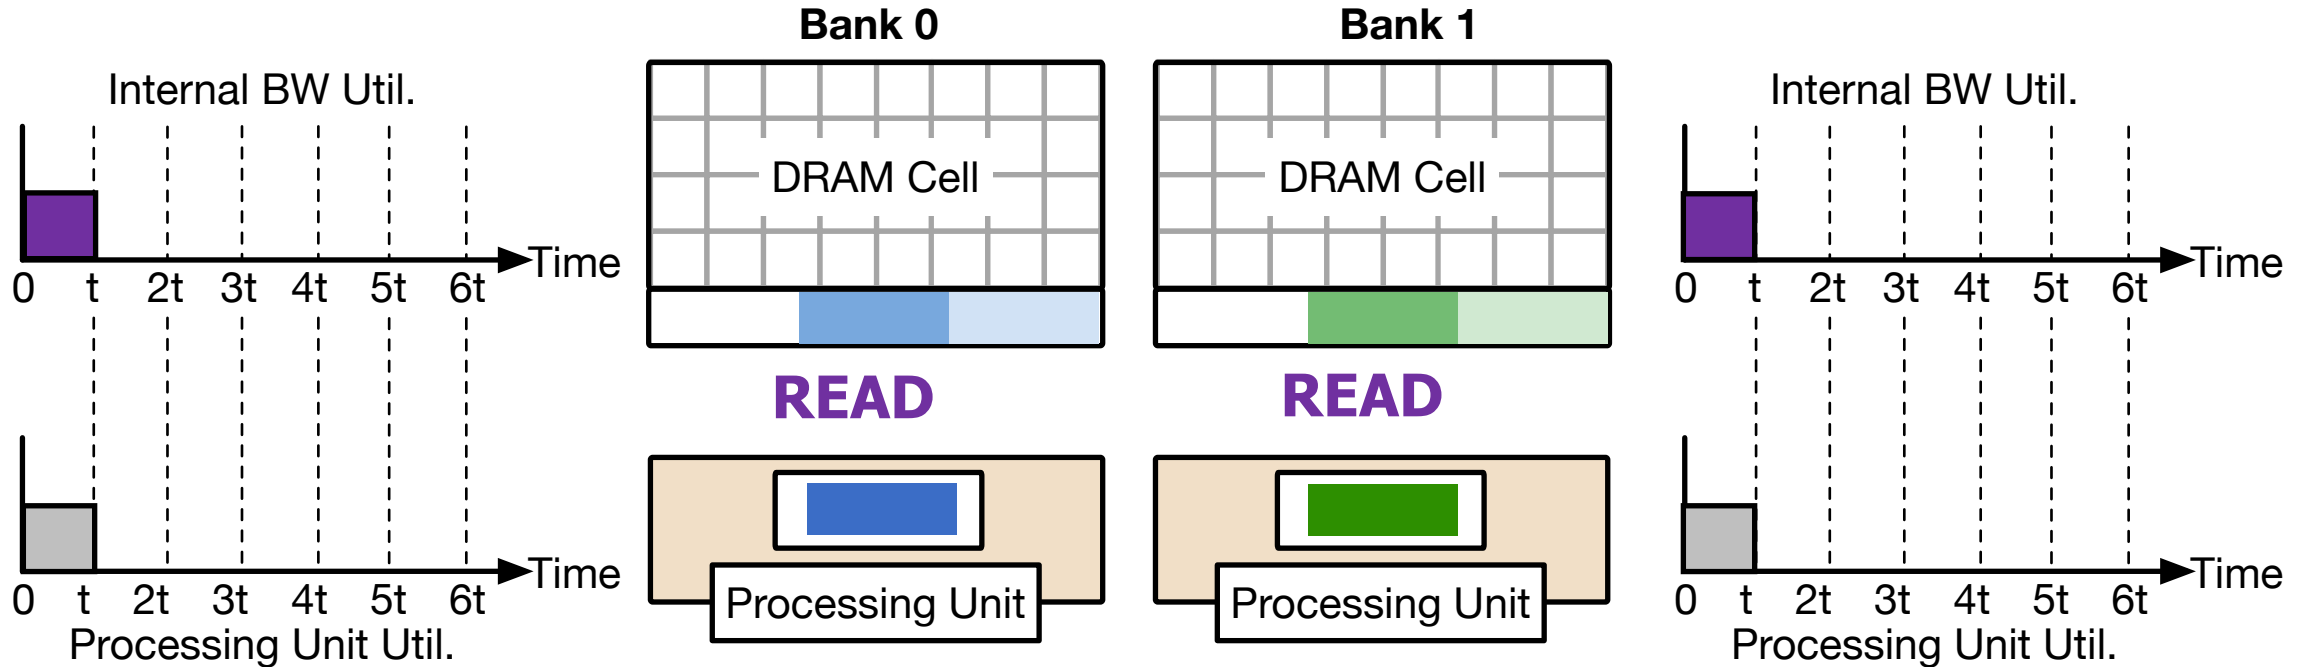 Bank 0
Bank 1
Internal BW Util.
Internal BW Util.
DRAM Cell
DRAM Cell
Time
Time
0 t 2t 3t 4t 5t 6t
0 t 2t 3t 4t 5t 6t
READ
READ
Time
Time
0 t 2t 3t 4t 5t 6t
Processing Unit
Processing Unit
0 t 2t 3t 4t 5t 6t
Processing Unit Util.
Processing Unit Util.